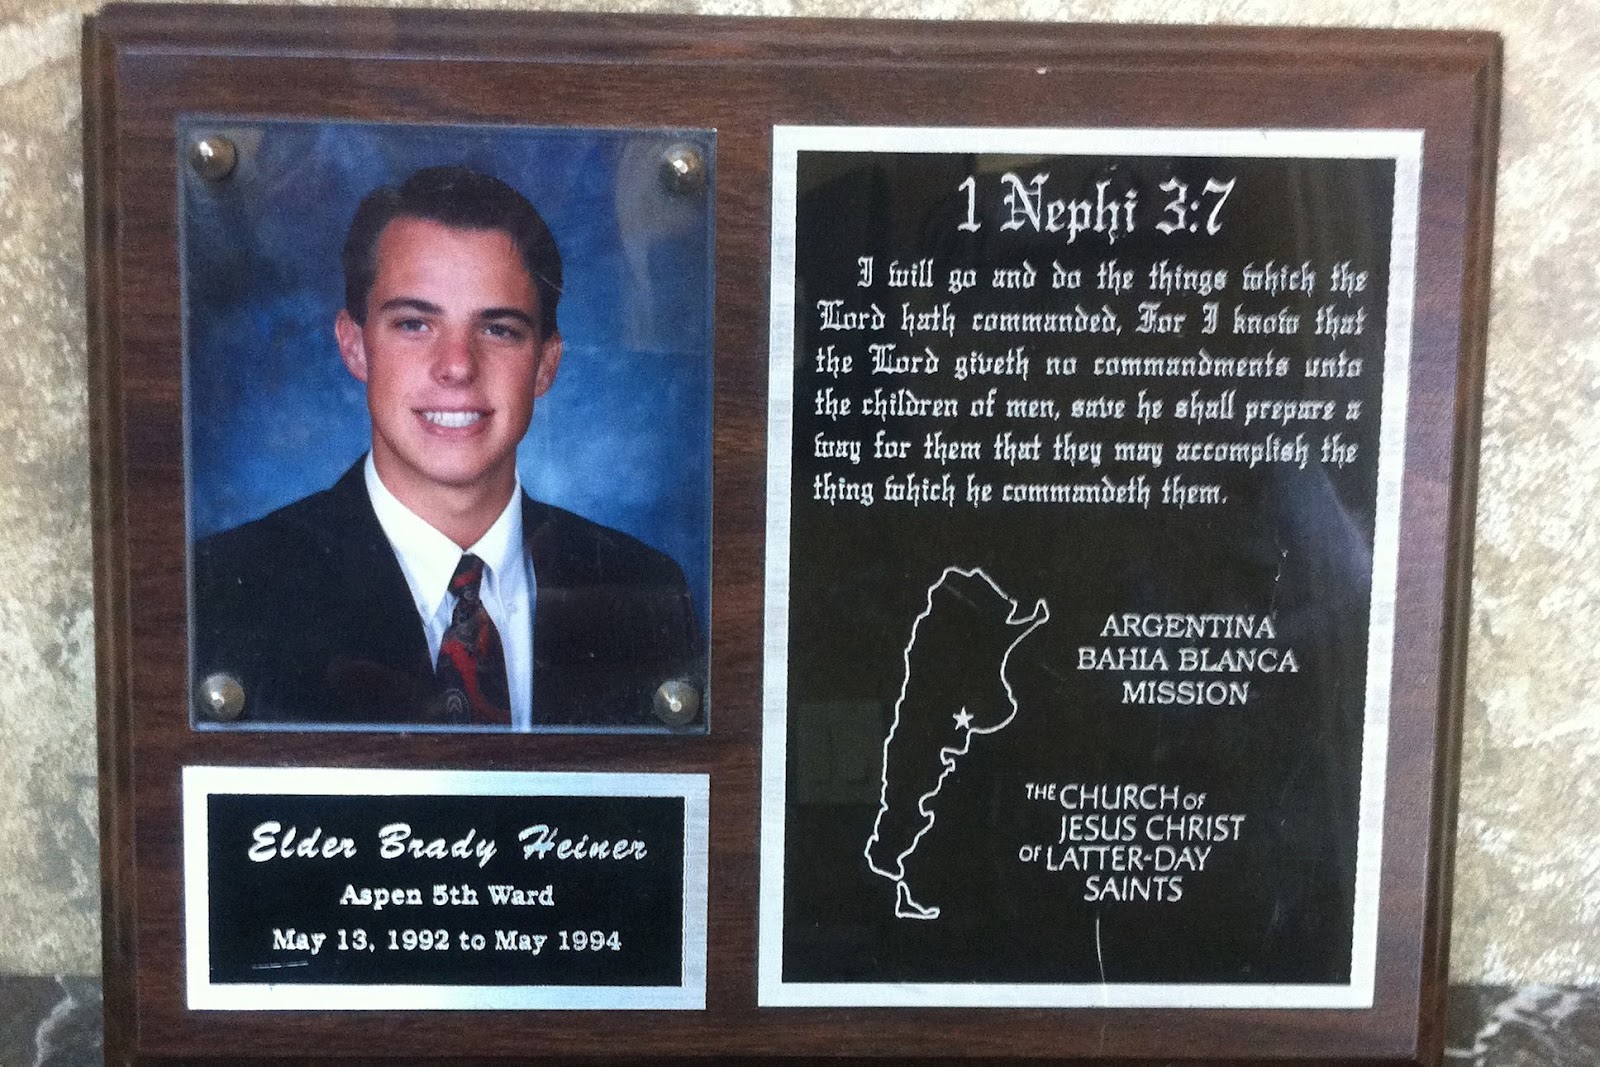 1 Nephi 3:7
I will go and do the things which the
Lord hath commanded, For I know that
the Lord giveth no commandments unto
the children of men, save he shall prepare a
way for them that they may accomplish the
thing which he commandeth them.
ARGENTINA
BAHIA BLANCA
MISSION
THE CHURCH OF
JESUS CHRIST
OF LATTER-DAY
SAINTS
Elder Brady Heiner
Aspen 5th Ward
May 13, 1992 to May 1994